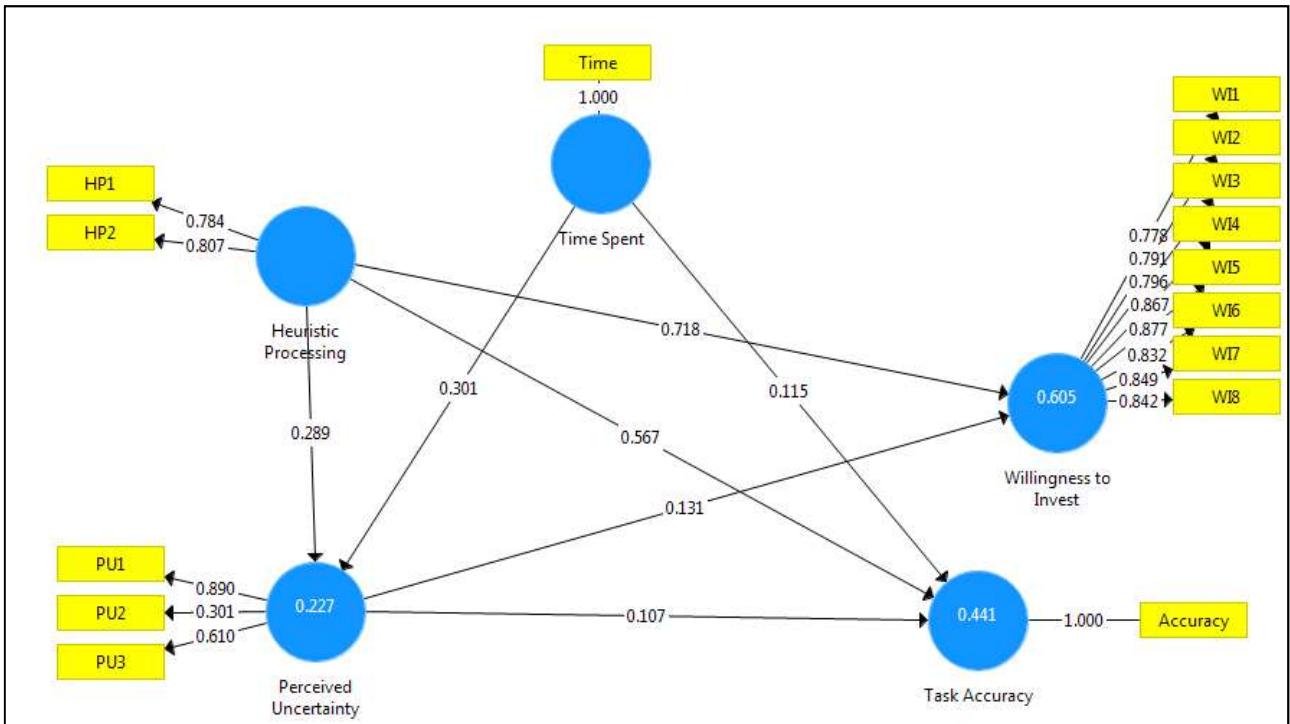 Time
1.000
Time Spent
HP1
HP2
0.784
0.807
Heuristic
Processing
WI1
WI2
WI3
WI4
WI5
WI6
WI7
WI8
0.778
0.791
0.796
0.867
0.877
0.832
0.849
0.842
0.718
0.301
0.115
0.289
0.567
0.605
Willingness to
Invest
0.131
PU1
PU2
PU3
0.890
0.301
0.610
0.227
Perceived
Uncertainty
0.107
0.441
1.000
Accuracy
Task Accuracy